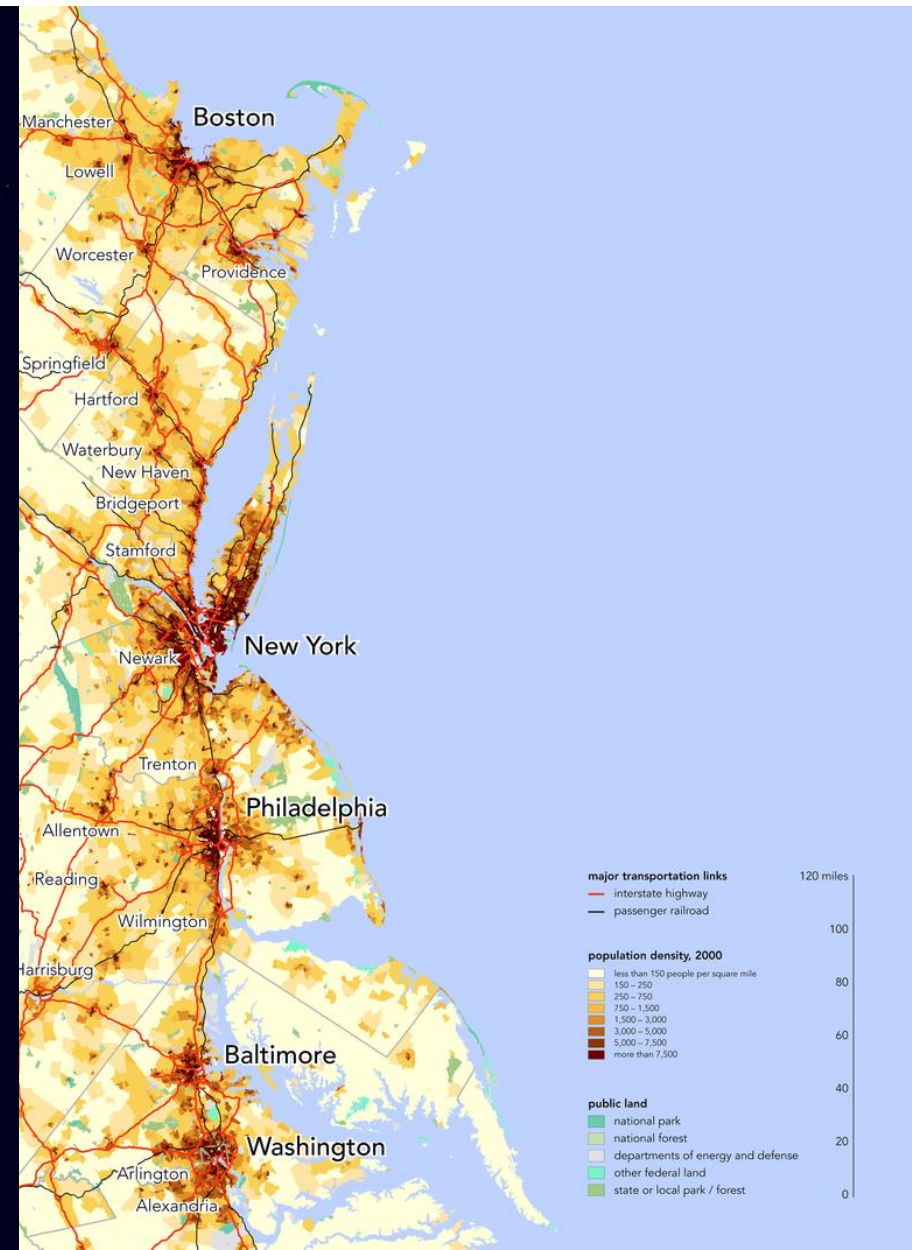 Boston
Manchester
Lowell
Worcester
Providence
Springfield
Hartford
Waterbury
New Haven
Bridgeport
Stamford
New York
Newark
Trenton
Philadelphia
Allentown
Reading
Wilmington
Harrisburg
Baltimore
Washington
Arlington
Alexandria
major transportation links
interstate highway
passenger railroad
population density, 2000
less than 150 people per square mile
150 – 250
250 – 750
750 – 1,500
1,500 – 3,000
3,000 – 5,000
5,000 – 7,500
more than 7,500
public land
national park
national forest
departments of energy and defense
other federal land
state or local park / forest
120 miles
100
80
60
40
20
0